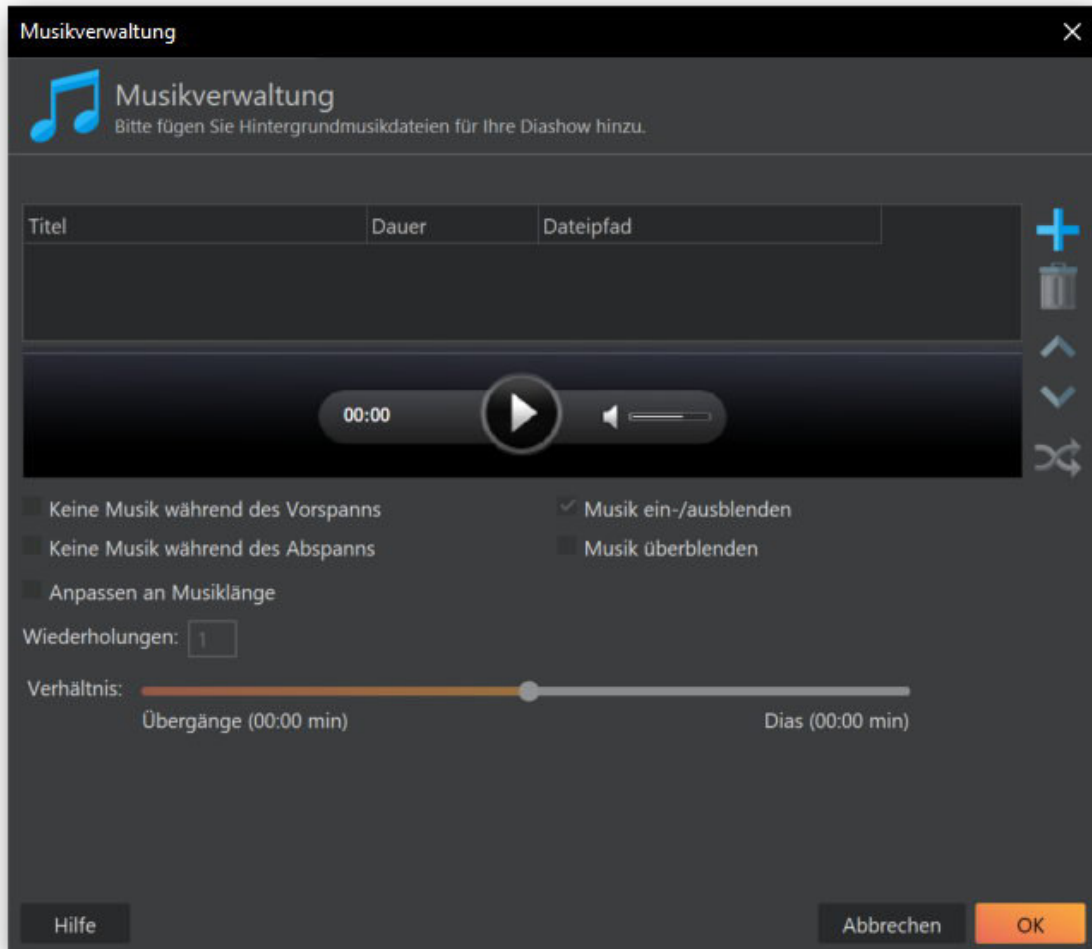 Musikverwaltung
Musikverwaltung
Bitte fügen Sie Hintergrundmusikdateien für Ihre Diashow hinzu.
Titel Dauer Dateipfad
00:00
Keine Musik während des Vorspanns Musik ein-/ausblenden
Keine Musik während des Abspanns Musik überblenden
Anpassen an Musiklänge
Wiederholungen: 1
Verhältnis:
Übergänge (00:00 min) Dias (00:00 min)
Hilfe Abbrechen OK